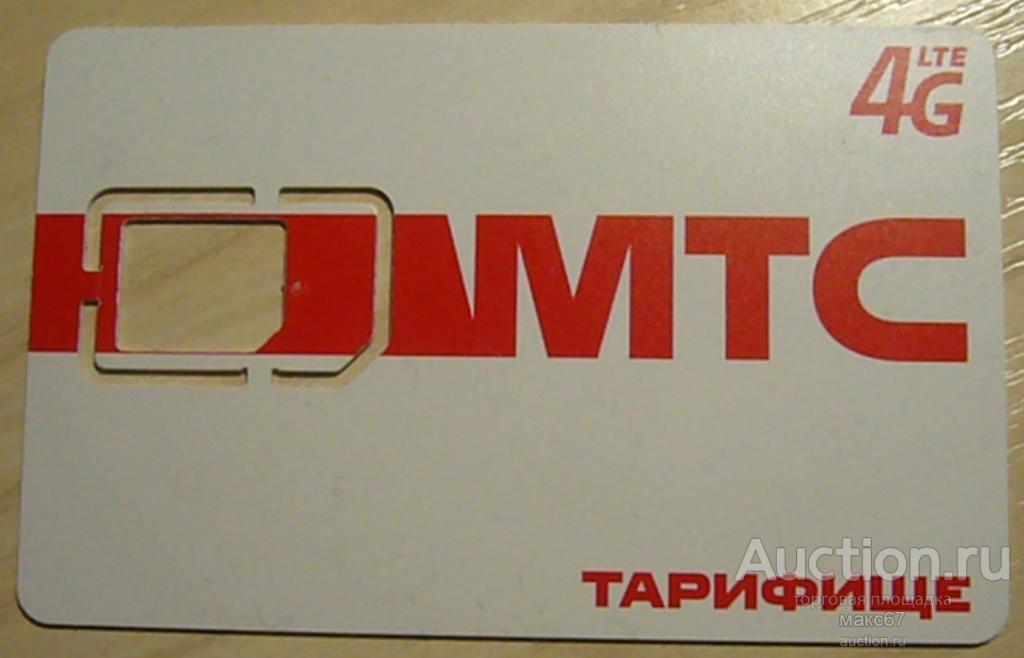 4G LTE
МТС
ТАРИФИЩЕ
Auction.ru
торговая площадка
макс67
auction.ru